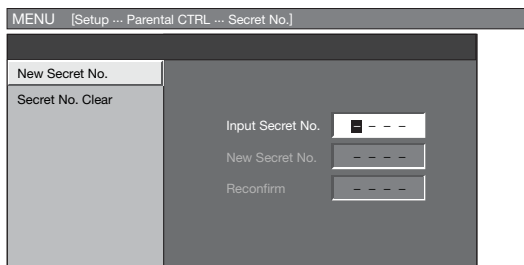 MENU [Setup ··· Parental CTRL ··· Secret No.]
New Secret No.
Secret No. Clear
Input Secret No. – – – –
New Secret No. – – – –
Reconfirm – – – –